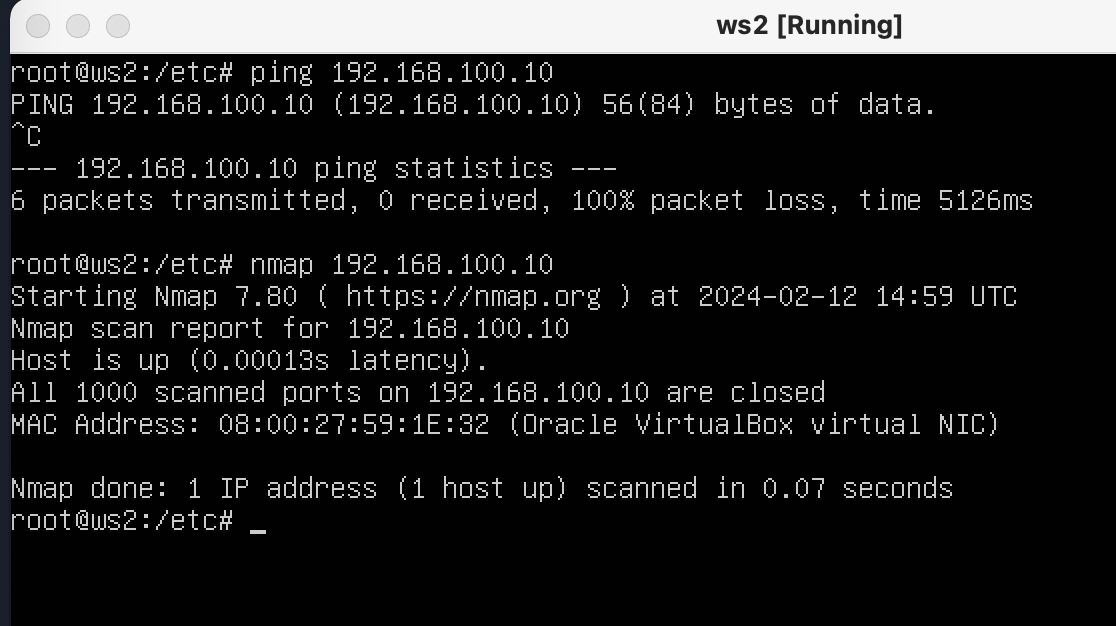 ws2 [Running]
root@ws2:/etc# ping 192.168.100.10
PING 192.168.100.10 (192.168.100.10) 56(84) bytes of data.
^C
--- 192.168.100.10 ping statistics ---
6 packets transmitted, 0 received, 100% packet loss, time 5126ms
root@ws2:/etc# nmap 192.168.100.10
Starting Nmap 7.80 ( https://nmap.org ) at 2024-02-12 14:59 UTC
Nmap scan report for 192.168.100.10
Host is up (0.00013s latency).
All 1000 scanned ports on 192.168.100.10 are closed
MAC Address: 08:00:27:59:1E:32 (Oracle VirtualBox virtual NIC)
Nmap done: 1 IP address (1 host up) scanned in 0.07 seconds
root@ws2:/etc# _